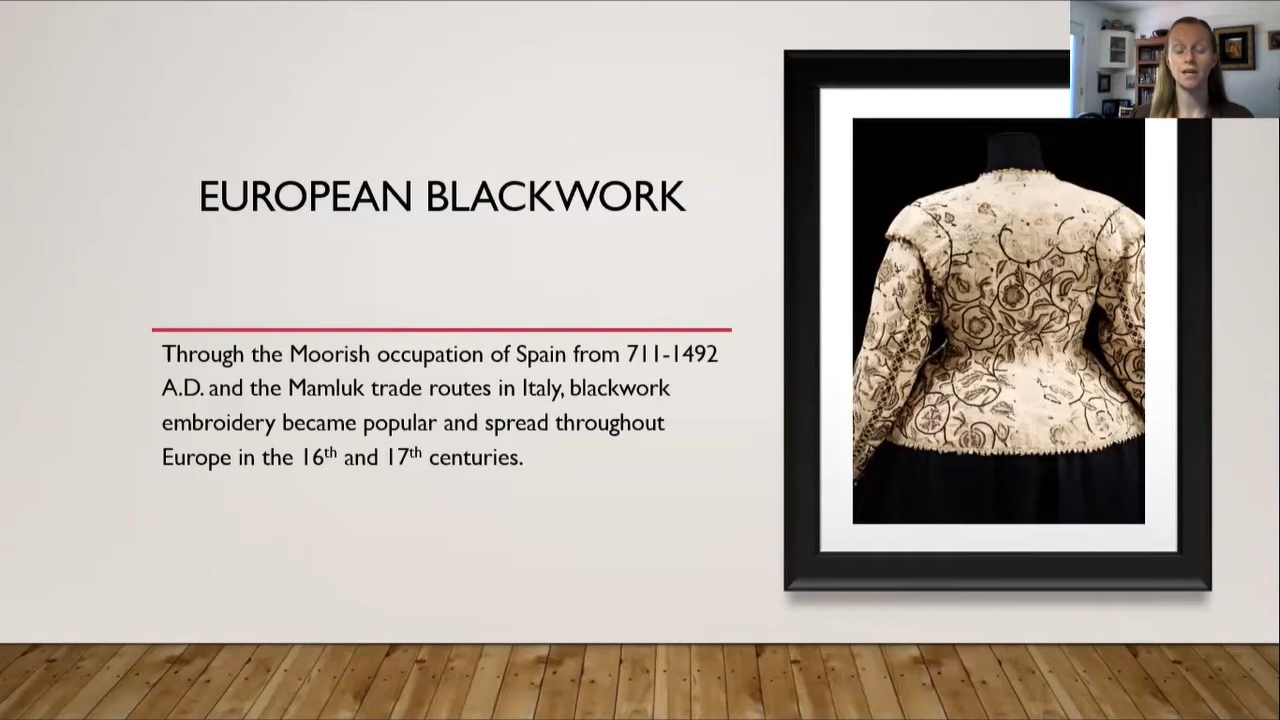 EUROPEAN BLACKWORK
Through the Moorish occupation of Spain from 711-1492
A.D. and the Mamluk trade routes in Italy, blackwork
embroidery became popular and spread throughout
Europe in the 16th and 17th centuries.